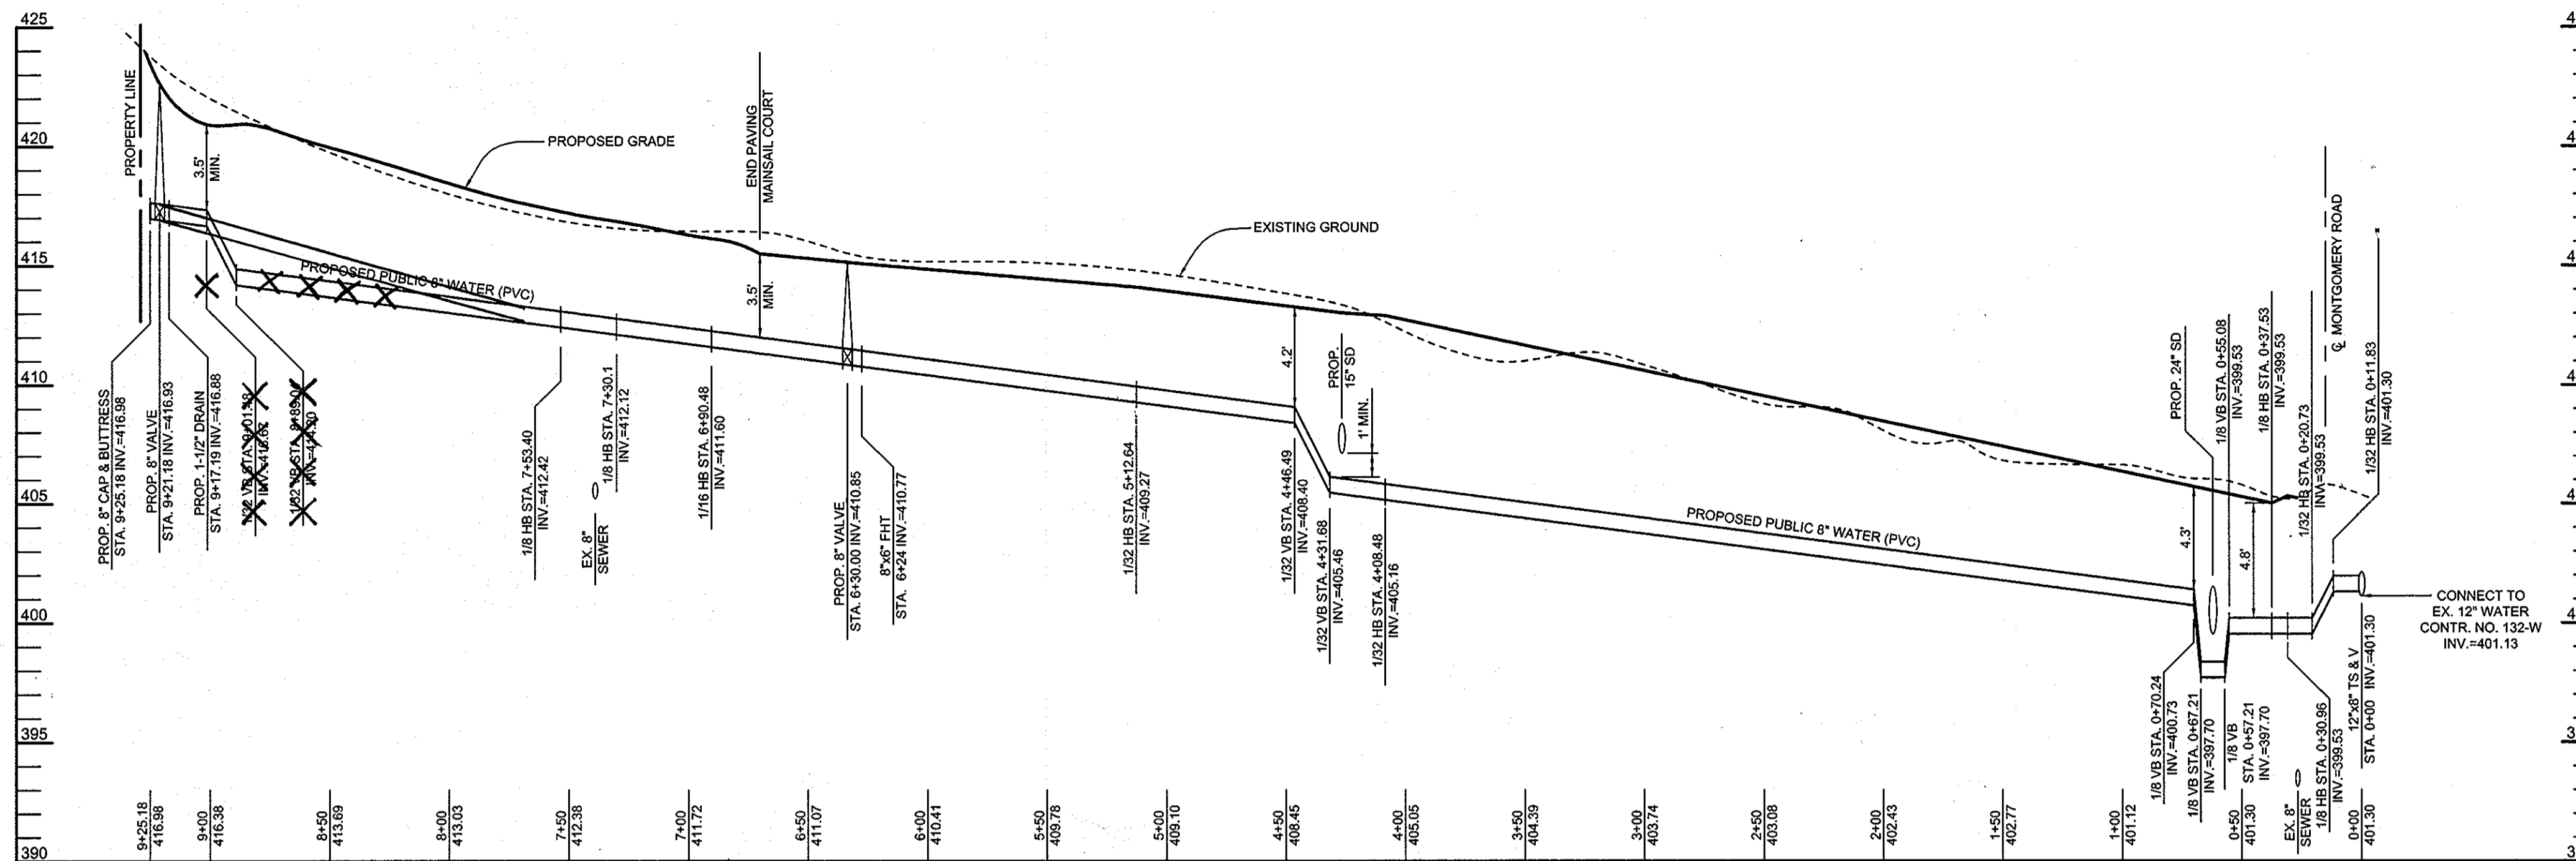 425
420
415
410
405
400
395
390
PROPERTY LINE
3.5'
MIN.
PROPOSED GRADE
END PAVING
MAINSAIL COURT
3.5'
MIN.
EXISTING GROUND
PROPOSED PUBLIC 8" WATER (PVC)
PROP. 8" CAP & BUTTRESS
STA. 9+25.18 INV.=416.98
PROP. 8" VALVE
STA. 9+21.18 INV.=416.93
PROP. 1-1/2" DRAIN
STA. 9+17.19 INV.=416.88
1/32 VB STA. 9+01.48
1/32 VB STA.
1/8 HB STA. 7+53.40
INV.=412.42
EX. 8"
SEWER
1/8 HB STA. 7+30.1
INV.=412.12
1/16 HB STA. 6+90.48
INV.=411.60
PROP. 8" VALVE
STA. 6+30.00 INV.=410.85
8"x6" FHT
STA. 6+24 INV.=410.77
1/32 HB STA. 5+12.64
INV.=409.27
4.2'
1/32 VB STA. 4+46.49
INV.=408.40
1/32 VB STA. 4+31.68
INV.=405.46
PROP.
15" SD
1' MIN.
1/32 HB STA. 4+08.48
INV.=405.16
PROPOSED PUBLIC 8" WATER (PVC)
4.3'
PROP. 24" SD
1/8 VB STA. 0+55.08
INV.=399.53
1/8 HB STA. 0+37.53
INV.=399.53
4.8'
1/32 HB STA. 0+20.73
INV.=399.53
℄ MONTGOMERY ROAD
1/32 HB STA. 0+11.83
INV.=401.30
CONNECT TO
EX. 12" WATER
CONTR. NO. 132-W
INV.=401.13
1/8 VB STA. 0+70.24
INV.=400.73
1/8 VB STA. 0+67.21
INV.=397.70
1/8 VB
STA. 0+57.21
INV.=397.70
EX. 8"
SEWER
1/8 HB STA. 0+30.96
INV.=399.53
12"x8" TS & V
STA. 0+00 INV.=401.30
9+25.18
416.98
9+00
416.38
8+50
413.69
8+00
413.03
7+50
412.38
7+00
411.72
6+50
411.07
6+00
410.41
5+50
409.78
5+00
409.10
4+50
408.45
4+00
405.05
3+50
404.39
3+00
403.74
2+50
403.08
2+00
402.43
1+50
402.77
1+00
401.12
0+50
401.30
0+00
401.30